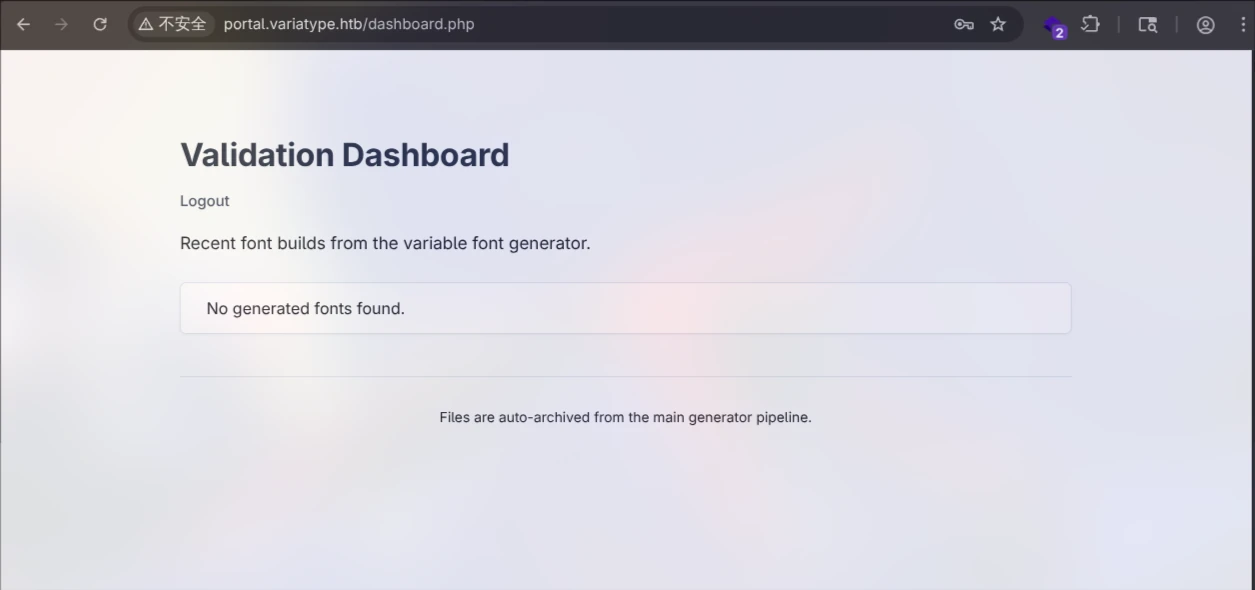 不安全
portal.variatype.htb/dashboard.php
2
Validation Dashboard
Logout
Recent font builds from the variable font generator.
No generated fonts found.
Files are auto-archived from the main generator pipeline.